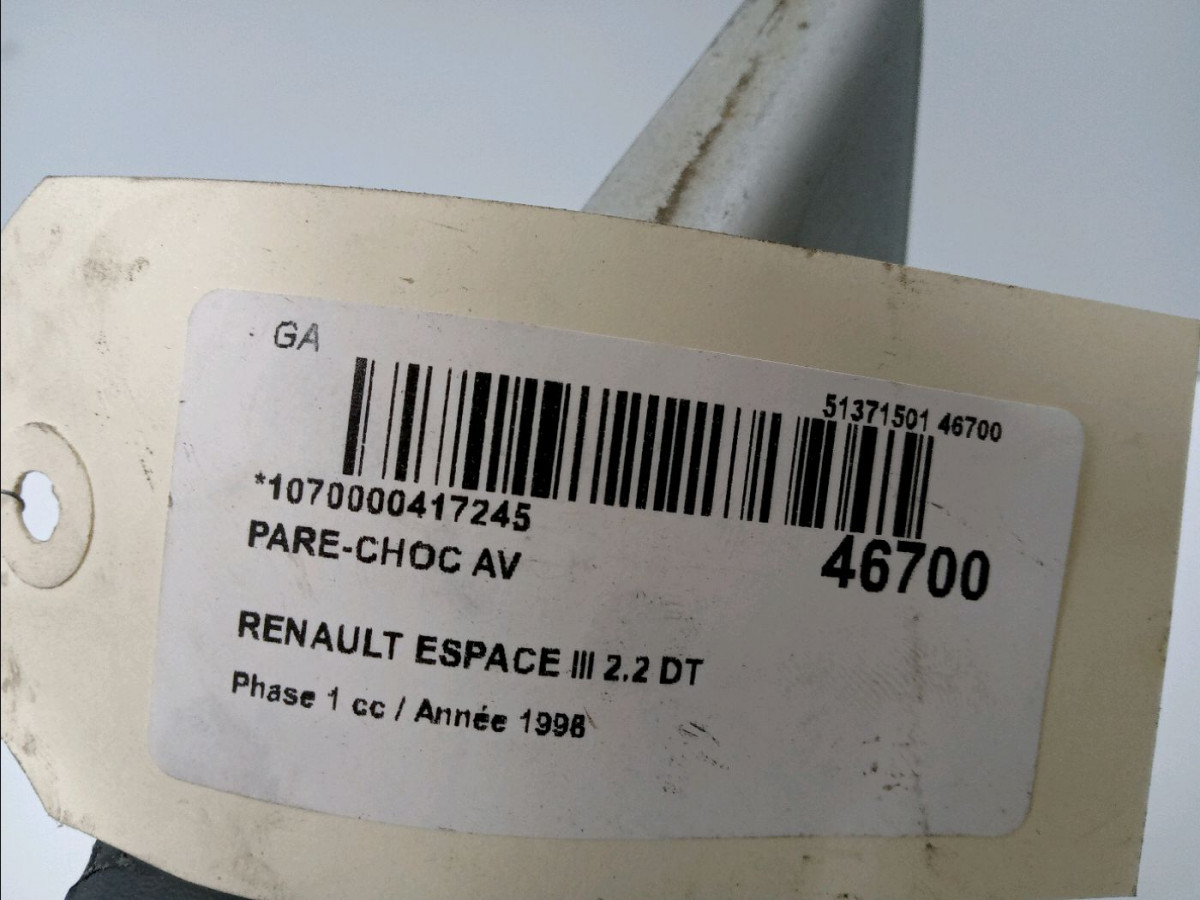 GA
51371501 46700
*1070000417245
46700
PARE-CHOC AV
RENAULT ESPACE III 2.2 DT
Phase 1 cc / Année 1998